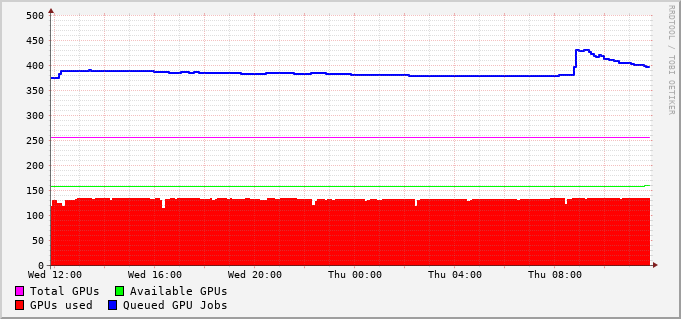 500
450
400
350
300
250
200
150
100
50
0
Wed 12:00 Wed 16:00 Wed 20:00 Thu 00:00 Thu 04:00 Thu 08:00
Total GPUs Available GPUs
GPUs used Queued GPU Jobs
RRDTOOL / TOBI OETIKER